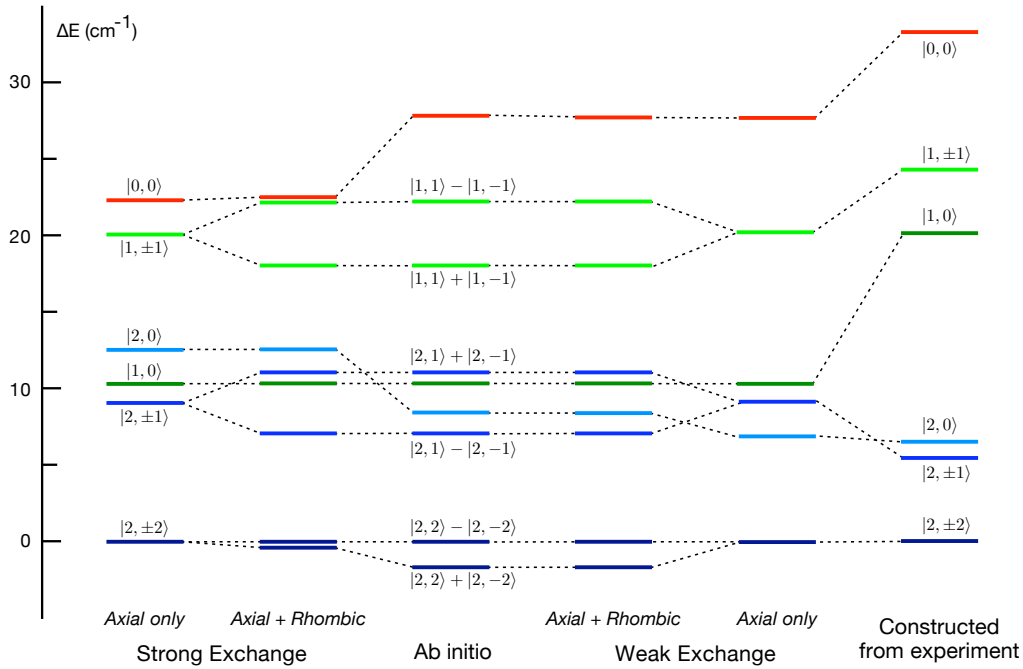 ΔE (cm⁻¹)
30
20
10
0
|0, 0⟩
|1, ±1⟩
|2, 0⟩
|1, 0⟩
|2, ±1⟩
|2, ±2⟩
|1, 1⟩ − |1, −1⟩
|1, 1⟩ + |1, −1⟩
|2, 1⟩ + |2, −1⟩
|2, 1⟩ − |2, −1⟩
|2, 2⟩ − |2, −2⟩
|2, 2⟩ + |2, −2⟩
|0, 0⟩
|1, ±1⟩
|1, 0⟩
|2, 0⟩
|2, ±1⟩
|2, ±2⟩
Axial only
Axial + Rhombic
Strong Exchange
Ab initio
Axial + Rhombic
Axial only
Weak Exchange
Constructed
from experiment